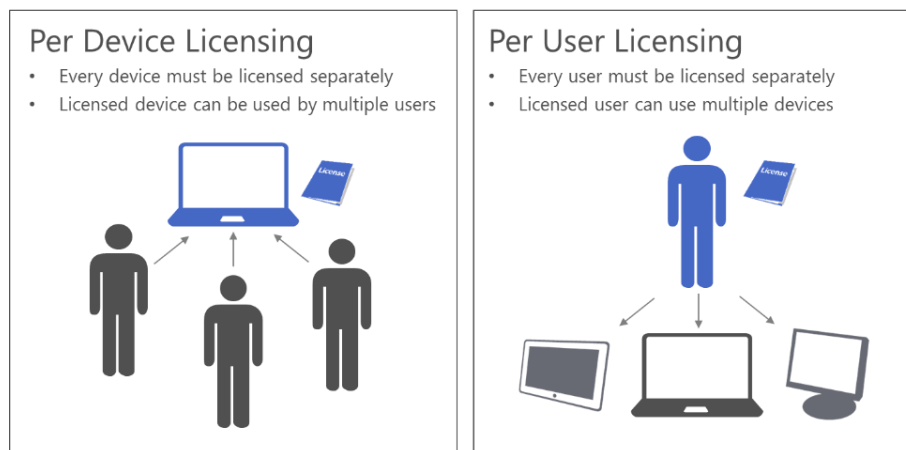 Per Device Licensing
• Every device must be licensed separately
• Licensed device can be used by multiple users
License
Per User Licensing
• Every user must be licensed separately
• Licensed user can use multiple devices
License